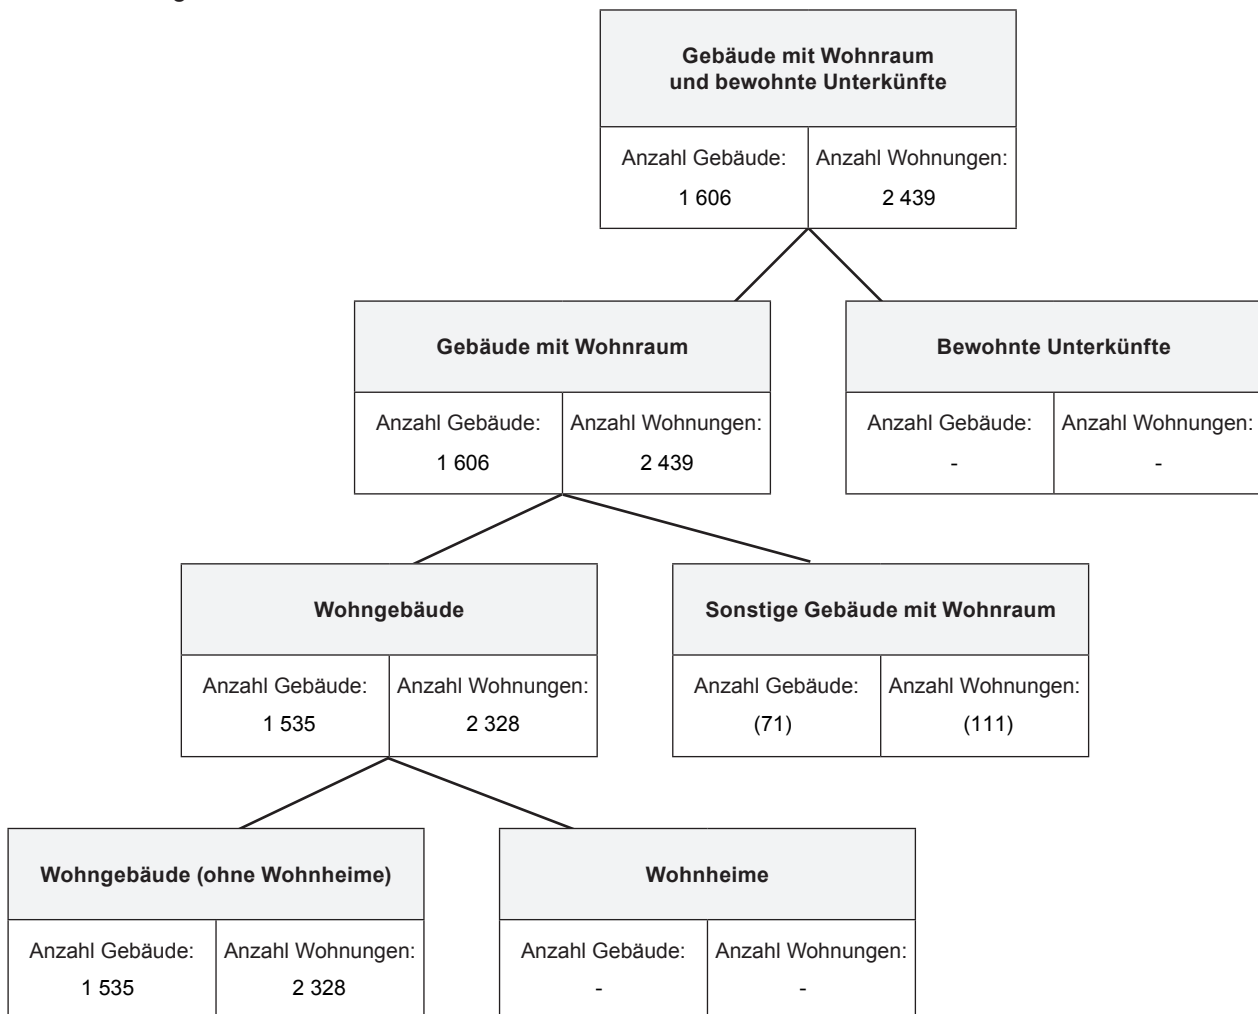 Gebäude mit Wohnraum
und bewohnte Unterkünfte
Anzahl Gebäude: Anzahl Wohnungen:
1 606 2 439
Gebäude mit Wohnraum Bewohnte Unterkünfte
Anzahl Gebäude: Anzahl Wohnungen: Anzahl Gebäude: Anzahl Wohnungen:
1 606 2 439 - -
Wohngebäude Sonstige Gebäude mit Wohnraum
Anzahl Gebäude: Anzahl Wohnungen: Anzahl Gebäude: Anzahl Wohnungen:
1 535 2 328 (71) (111)
Wohngebäude (ohne Wohnheime) Wohnheime
Anzahl Gebäude: Anzahl Wohnungen: Anzahl Gebäude: Anzahl Wohnungen:
1 535 2 328 - -